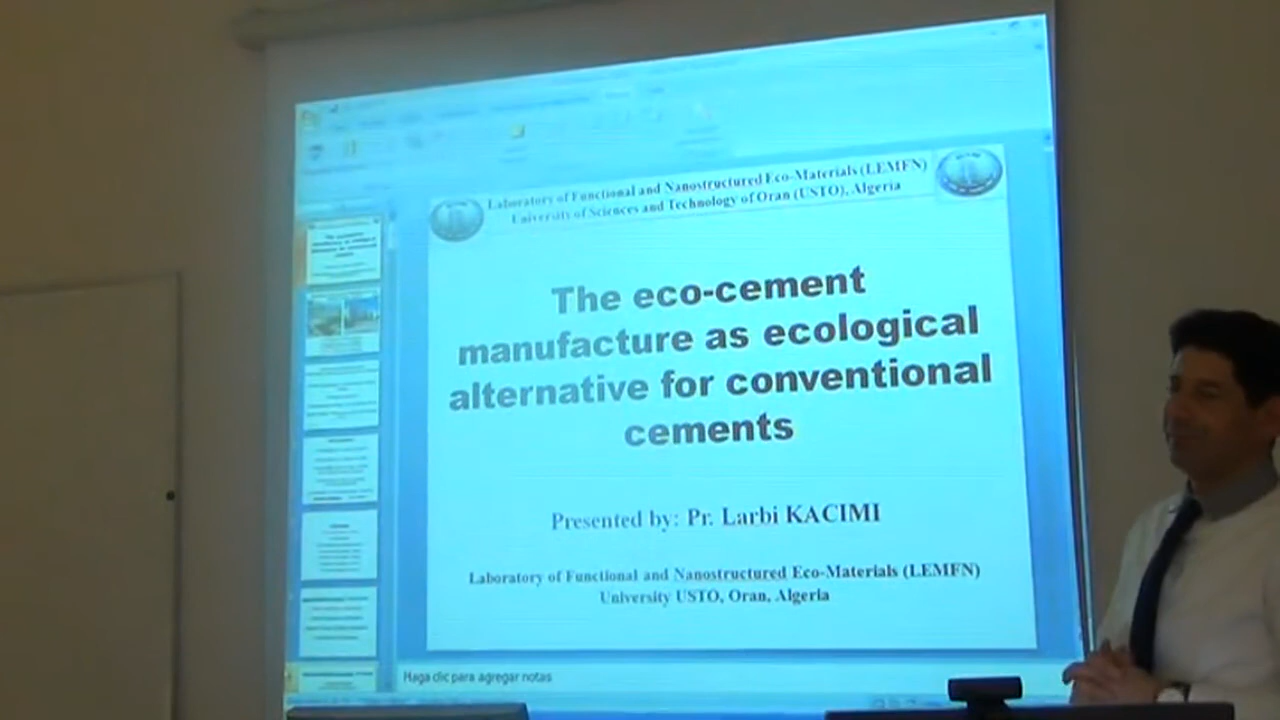 Laboratory of Functional and Nanostructured Eco-Materials (LEMFN)
University of Sciences and Technology of Oran (USTO), Algeria
The eco-cement
manufacture as ecological
alternative for conventional
cements
Presented by: Pr. Larbi KACIMI
Laboratory of Functional and Nanostructured Eco-Materials (LEMFN)
University USTO, Oran, Algeria
Haga clic para agregar notas